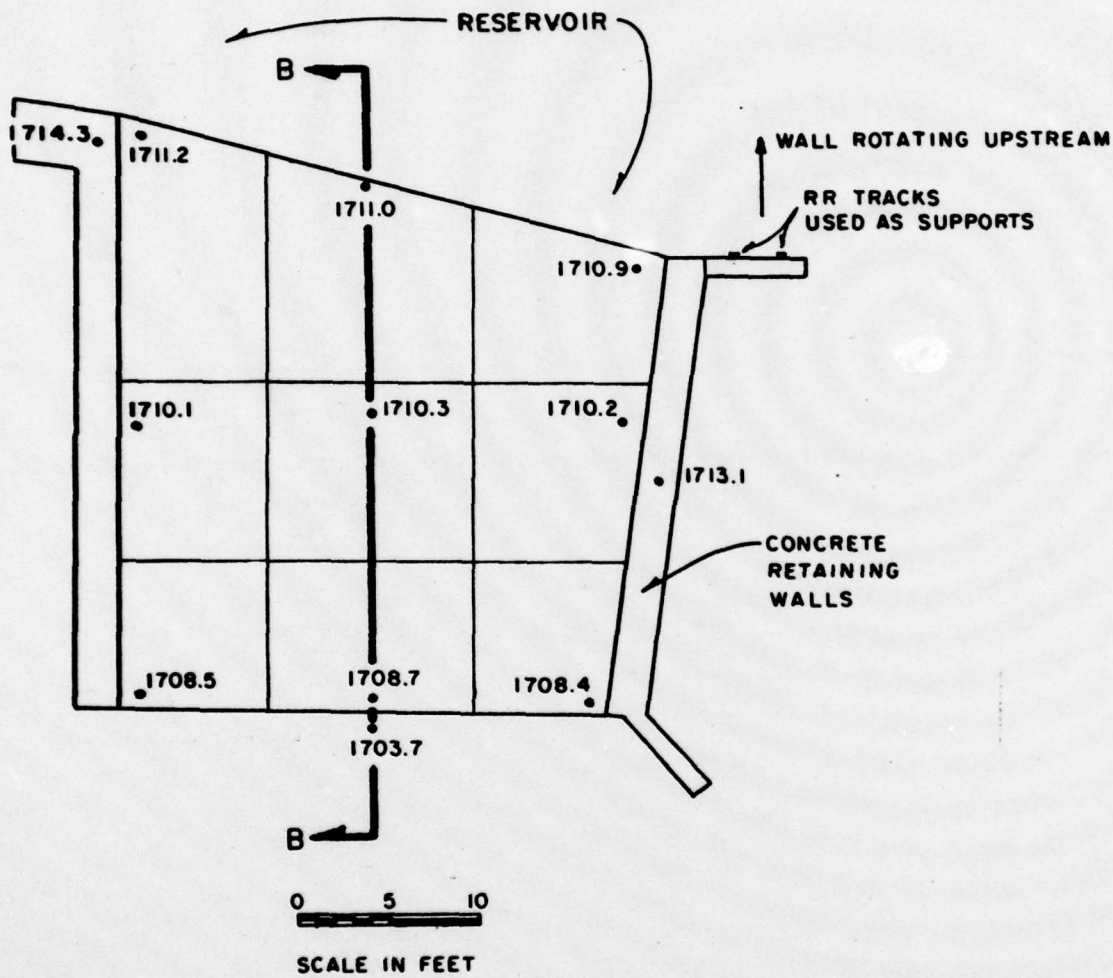 RESERVOIR
B
1714.3
1711.2
WALL ROTATING UPSTREAM
1711.0
RR TRACKS
USED AS SUPPORTS
1710.9
1710.1
1710.3
1710.2
1713.1
CONCRETE
RETAINING
WALLS
1708.5
1708.7
1708.4
1703.7
B
0 5 10
SCALE IN FEET